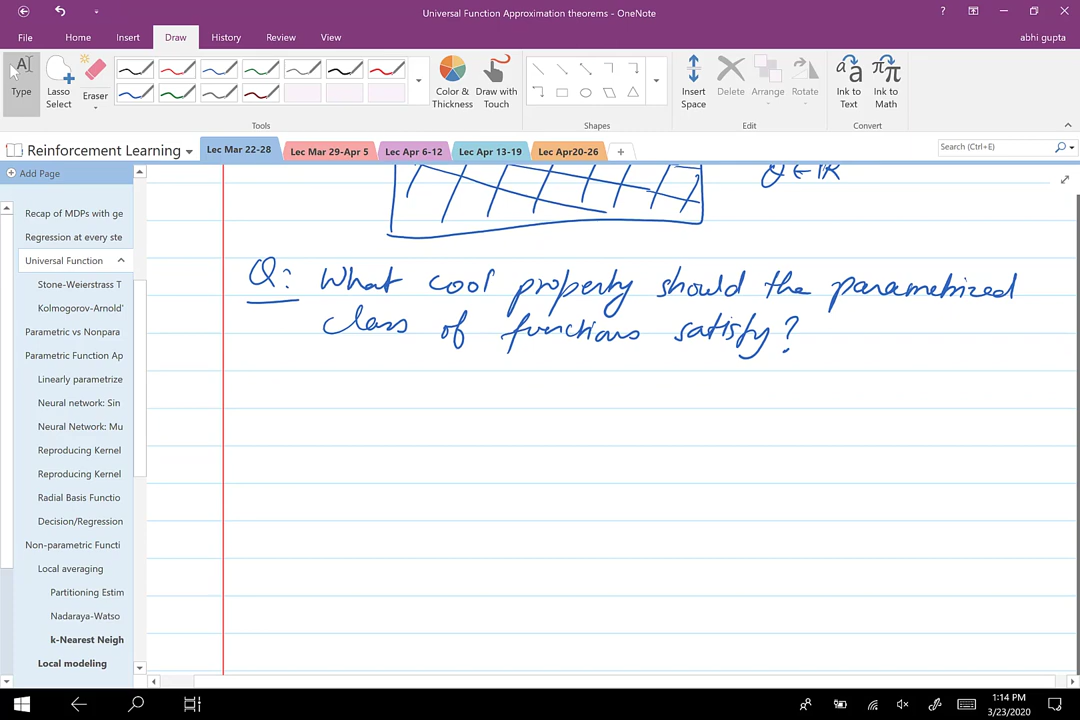 Universal Function Approximation theorems - OneNote
?
File Home Insert Draw History Review View
abhi gupta
Type
Lasso Select
Eraser
Color & Thickness
Draw with Touch
Insert Space
Delete
Arrange
Rotate
Ink to Text
Ink to Math
Tools
Shapes
Edit
Convert
Reinforcement Learning
Lec Mar 22-28
Lec Mar 29-Apr 5
Lec Apr 6-12
Lec Apr 13-19
Lec Apr20-26
Search (Ctrl+E)
Add Page
Recap of MDPs with ge
Regression at every ste
Universal Function
Stone-Weierstrass T
Kolmogorov-Arnold'
Parametric vs Nonpara
Parametric Function Ap
Linearly parametrize
Neural network: Sin
Neural Network: Mu
Reproducing Kernel
Reproducing Kernel
Radial Basis Functio
Decision/Regression
Non-parametric Functi
Local averaging
Partitioning Estim
Nadaraya-Watso
k-Nearest Neigh
Local modeling
Q: What cool property should the parametrized
class of functions satisfy?
1:14 PM
3/23/2020